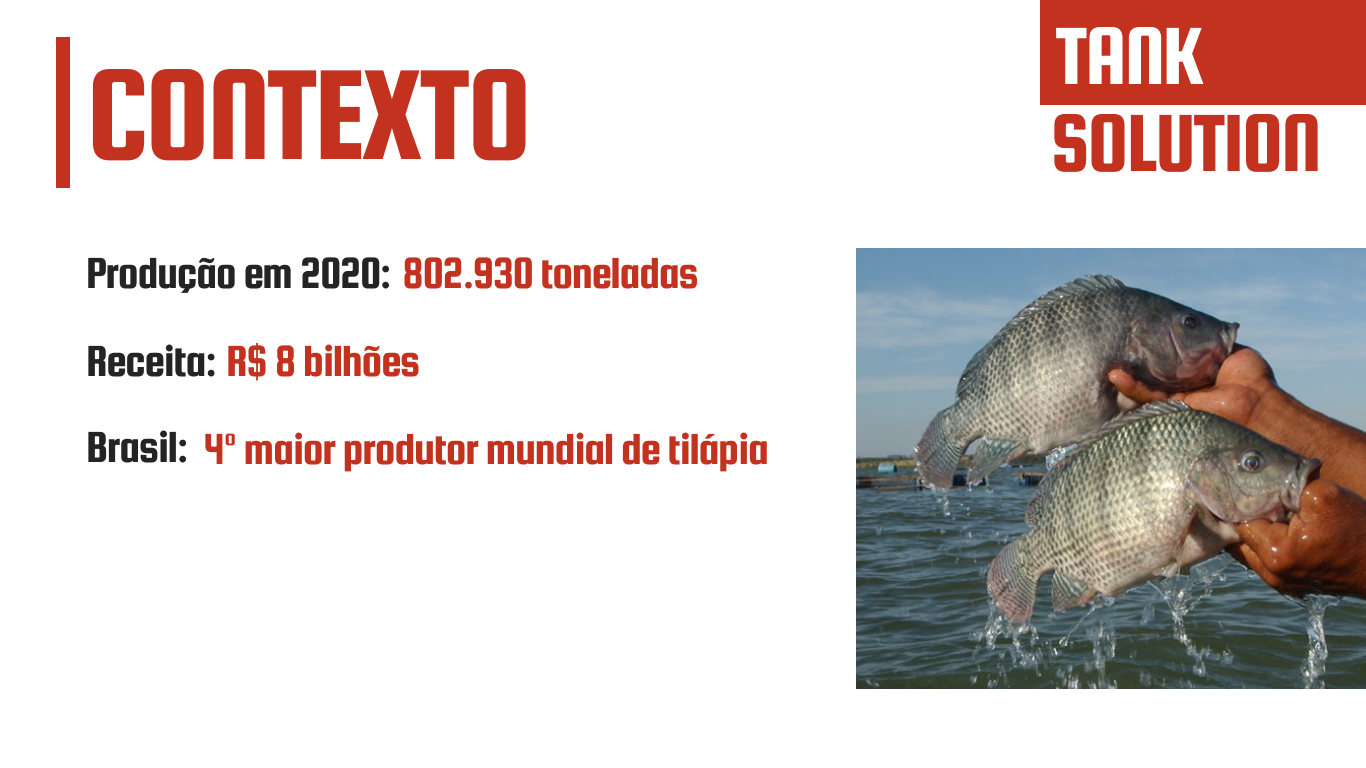 CONTEXTO
TANK
SOLUTION
Produção em 2020: 802.930 toneladas
Receita: R$ 8 bilhões
Brasil: 4º maior produtor mundial de tilápia